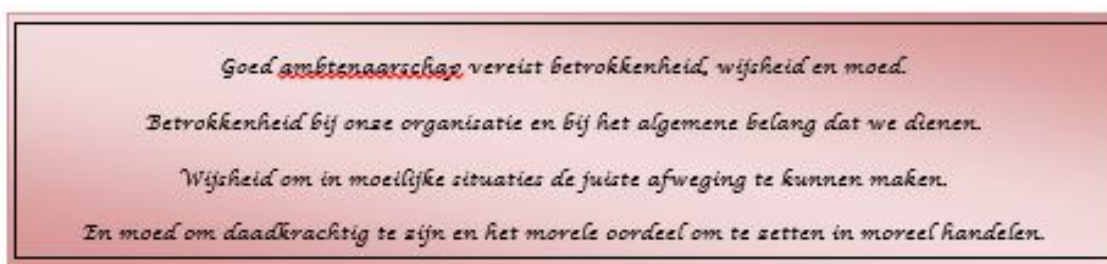 Goed ambtenaarschap vereist betrokkenheid, wijsheid en moed.
Betrokkenheid bij onze organisatie en bij het algemene belang dat we dienen.
Wijsheid om in moeilijke situaties de juiste afweging te kunnen maken.
En moed om daadkrachtig te zijn en het morele oordeel om te zetten in moreel handelen.